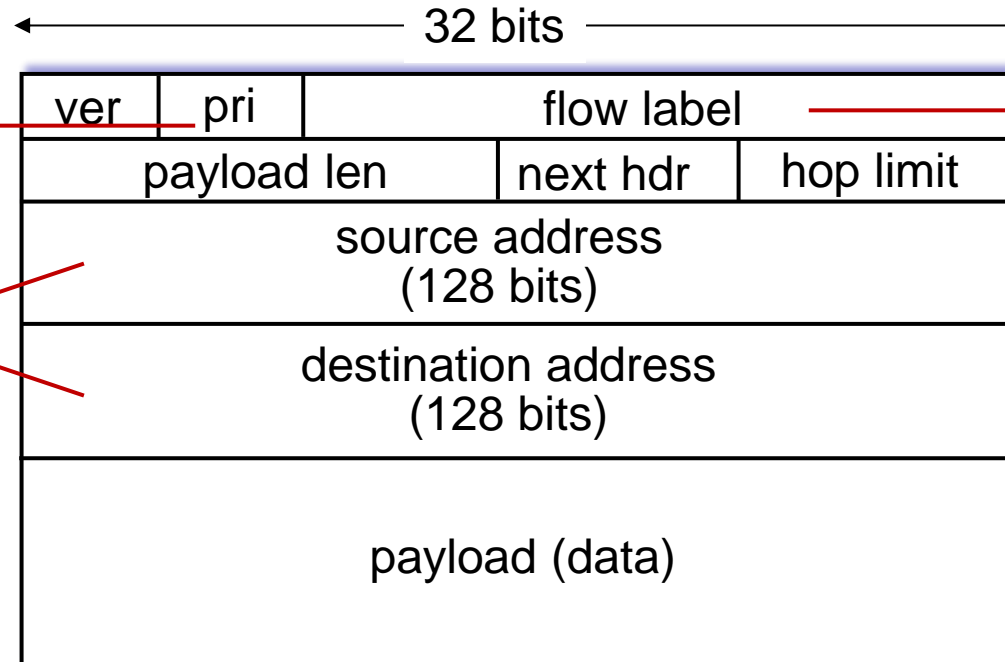 32 bits
ver pri flow label
payload len next hdr hop limit
source address
(128 bits)
destination address
(128 bits)
payload (data)